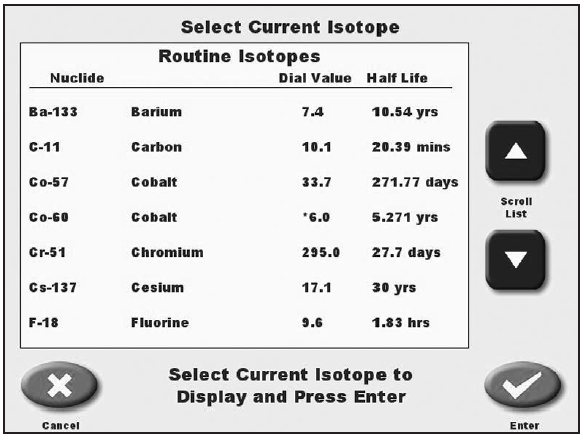 Select Current Isotope
Routine Isotopes
Nuclide Dial Value Half Life
Ba-133 Barium 7.4 10.54 yrs
C-11 Carbon 10.1 20.39 mins
Co-57 Cobalt 33.7 271.77 days
Co-60 Cobalt *6.0 5.271 yrs
Cr-51 Chromium 295.0 27.7 days
Cs-137 Cesium 17.1 30 yrs
F-18 Fluorine 9.6 1.83 hrs
Scroll
List
Select Current Isotope to
Display and Press Enter
Cancel
Enter